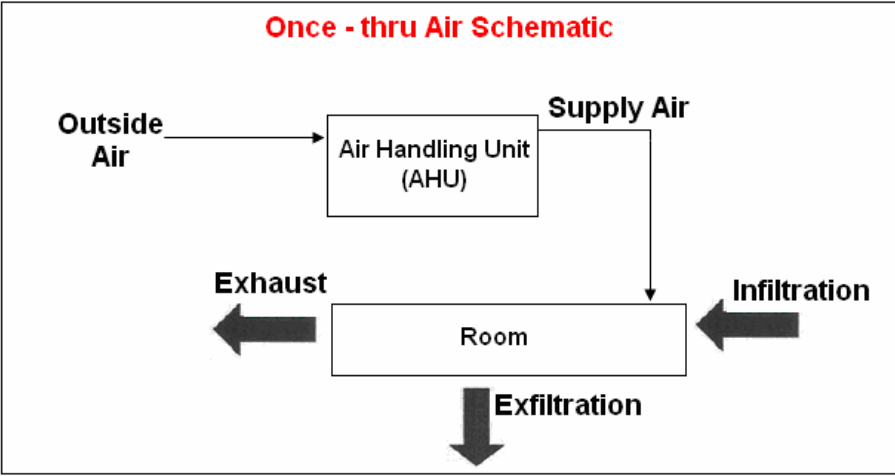 Once - thru Air Schematic
Supply Air
Outside
Air
Air Handling Unit
(AHU)
Exhaust
Infiltration
Room
Exfiltration